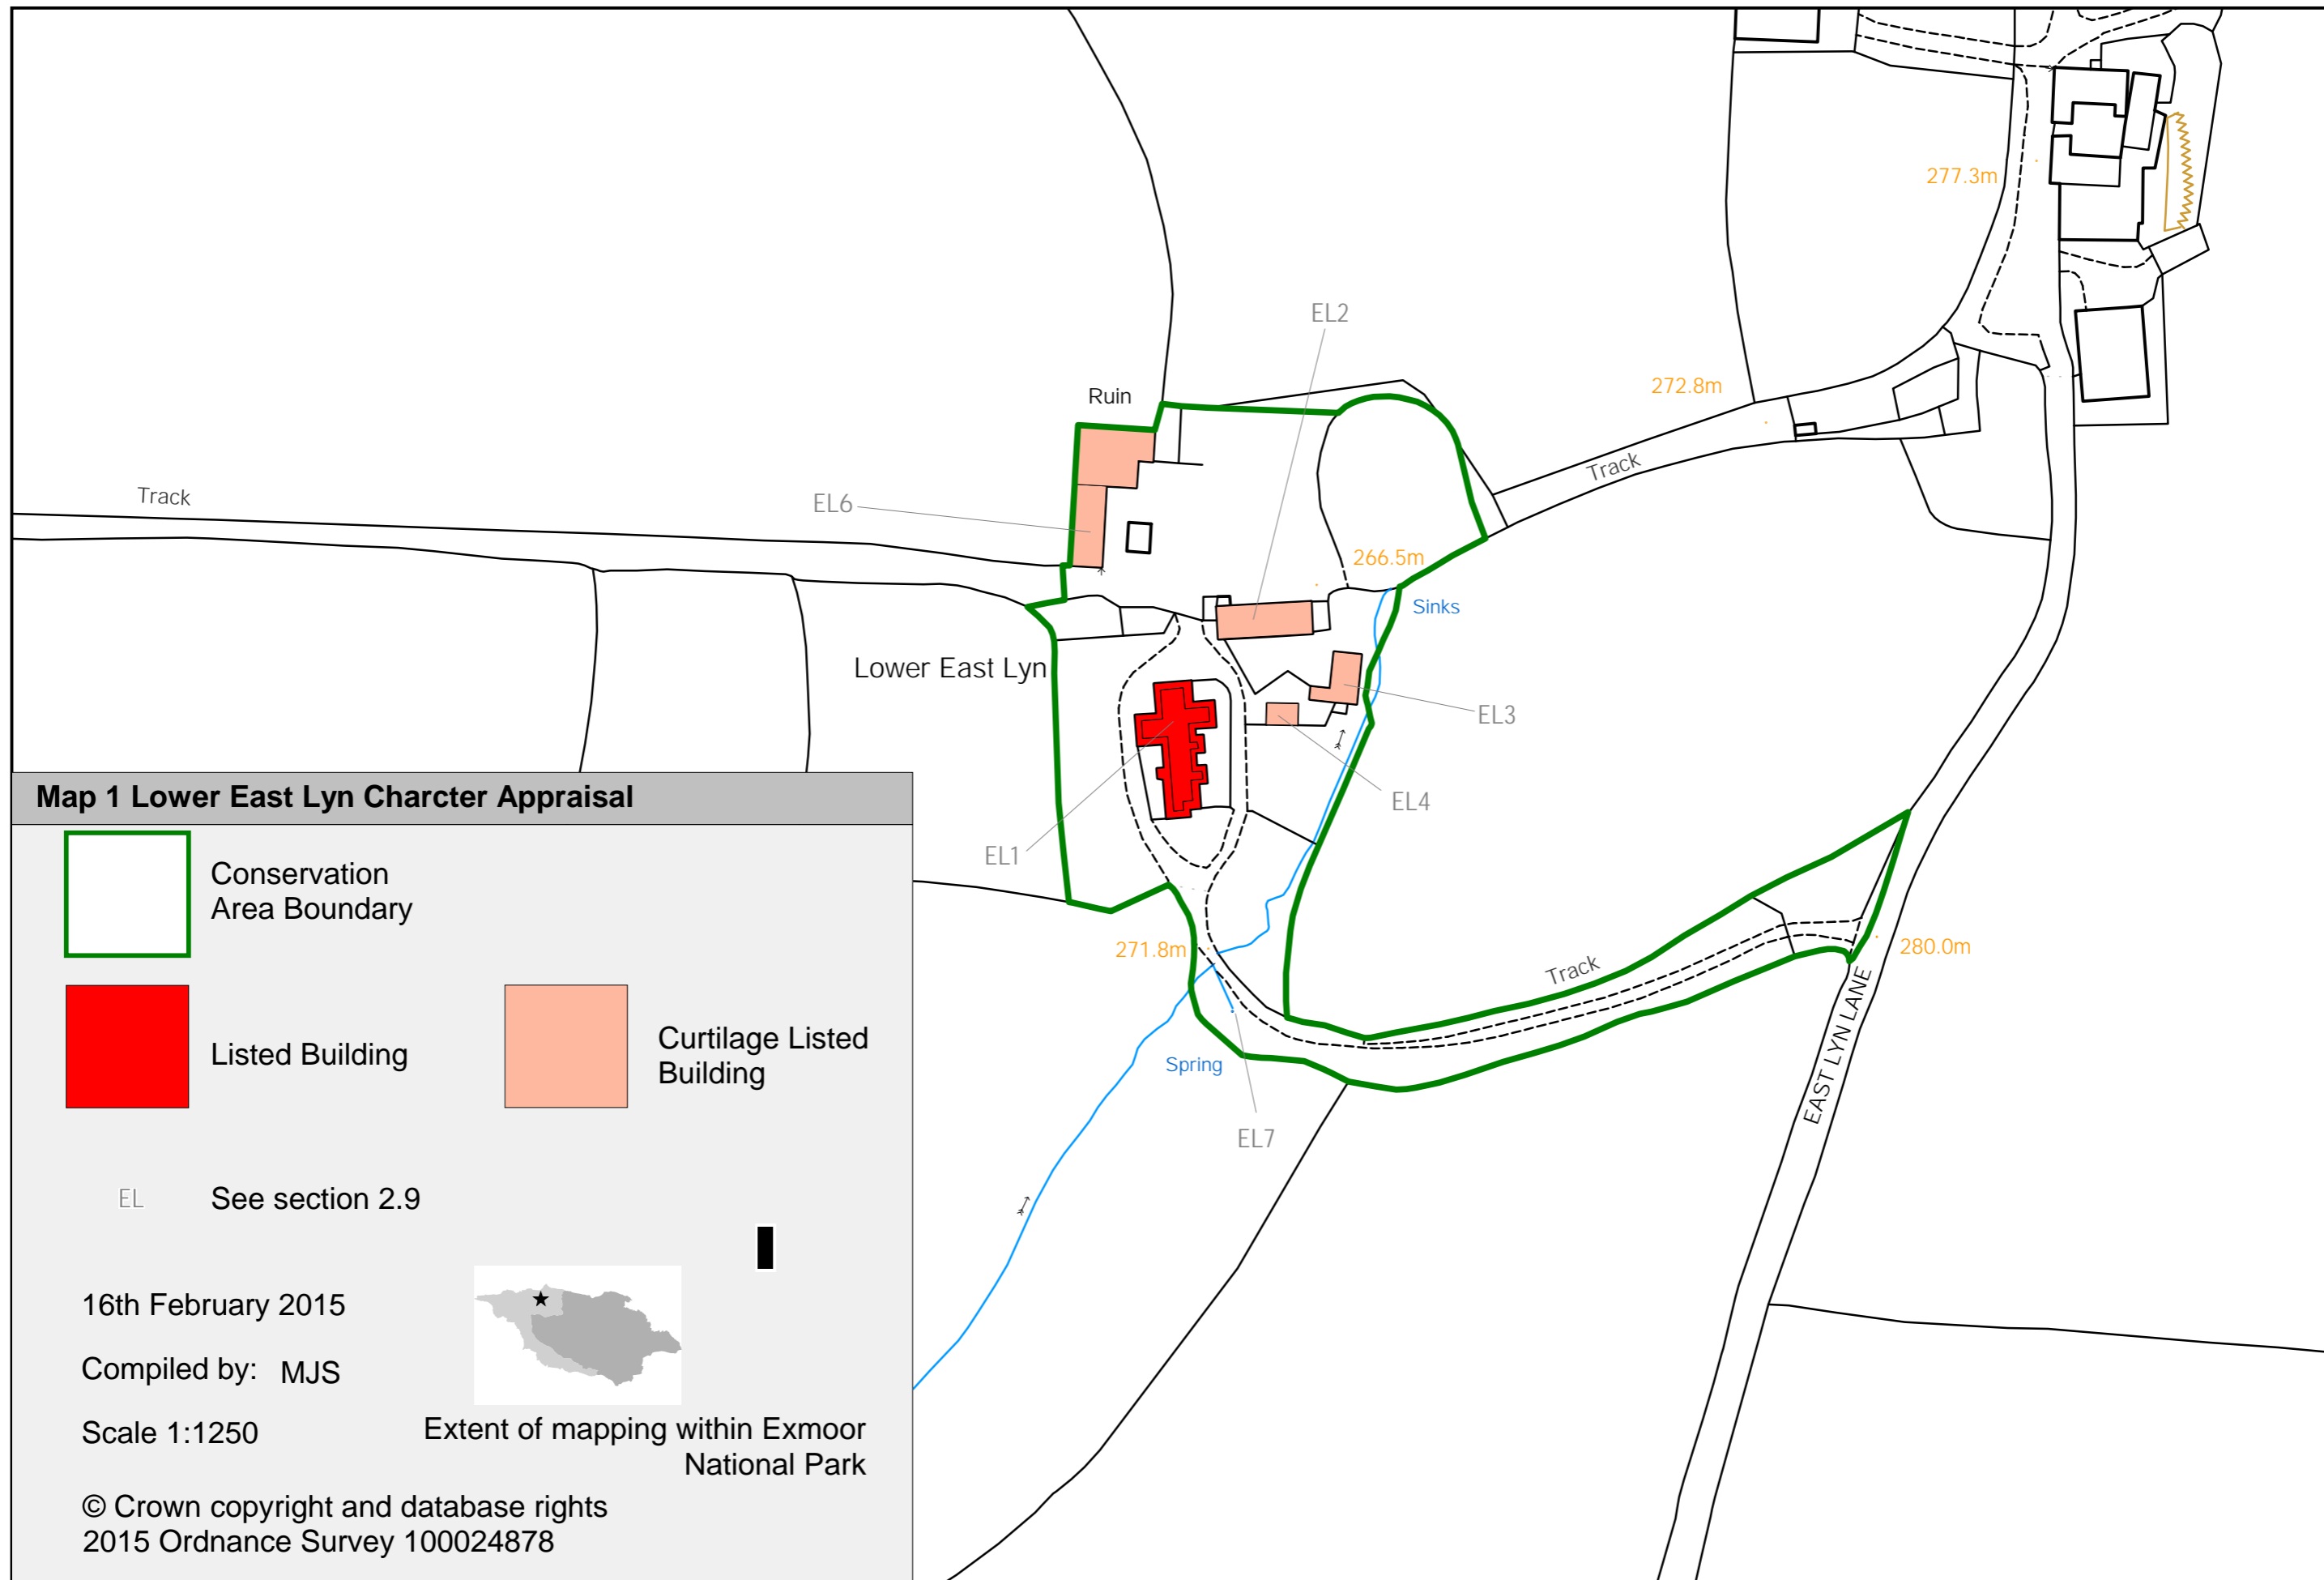 277.3m
EL2
272.8m
Ruin
Track
Track
EL6
266.5m
Sinks
Lower East Lyn
EL3
EL4
EL1
271.8m
Track
280.0m
EAST LYN LANE
Spring
EL7
Map 1 Lower East Lyn Charcter Appraisal
Conservation
Area Boundary
Listed Building
Curtilage Listed
Building
EL
See section 2.9
16th February 2015
Compiled by: MJS
Scale 1:1250
Extent of mapping within Exmoor
National Park
© Crown copyright and database rights
2015 Ordnance Survey 100024878